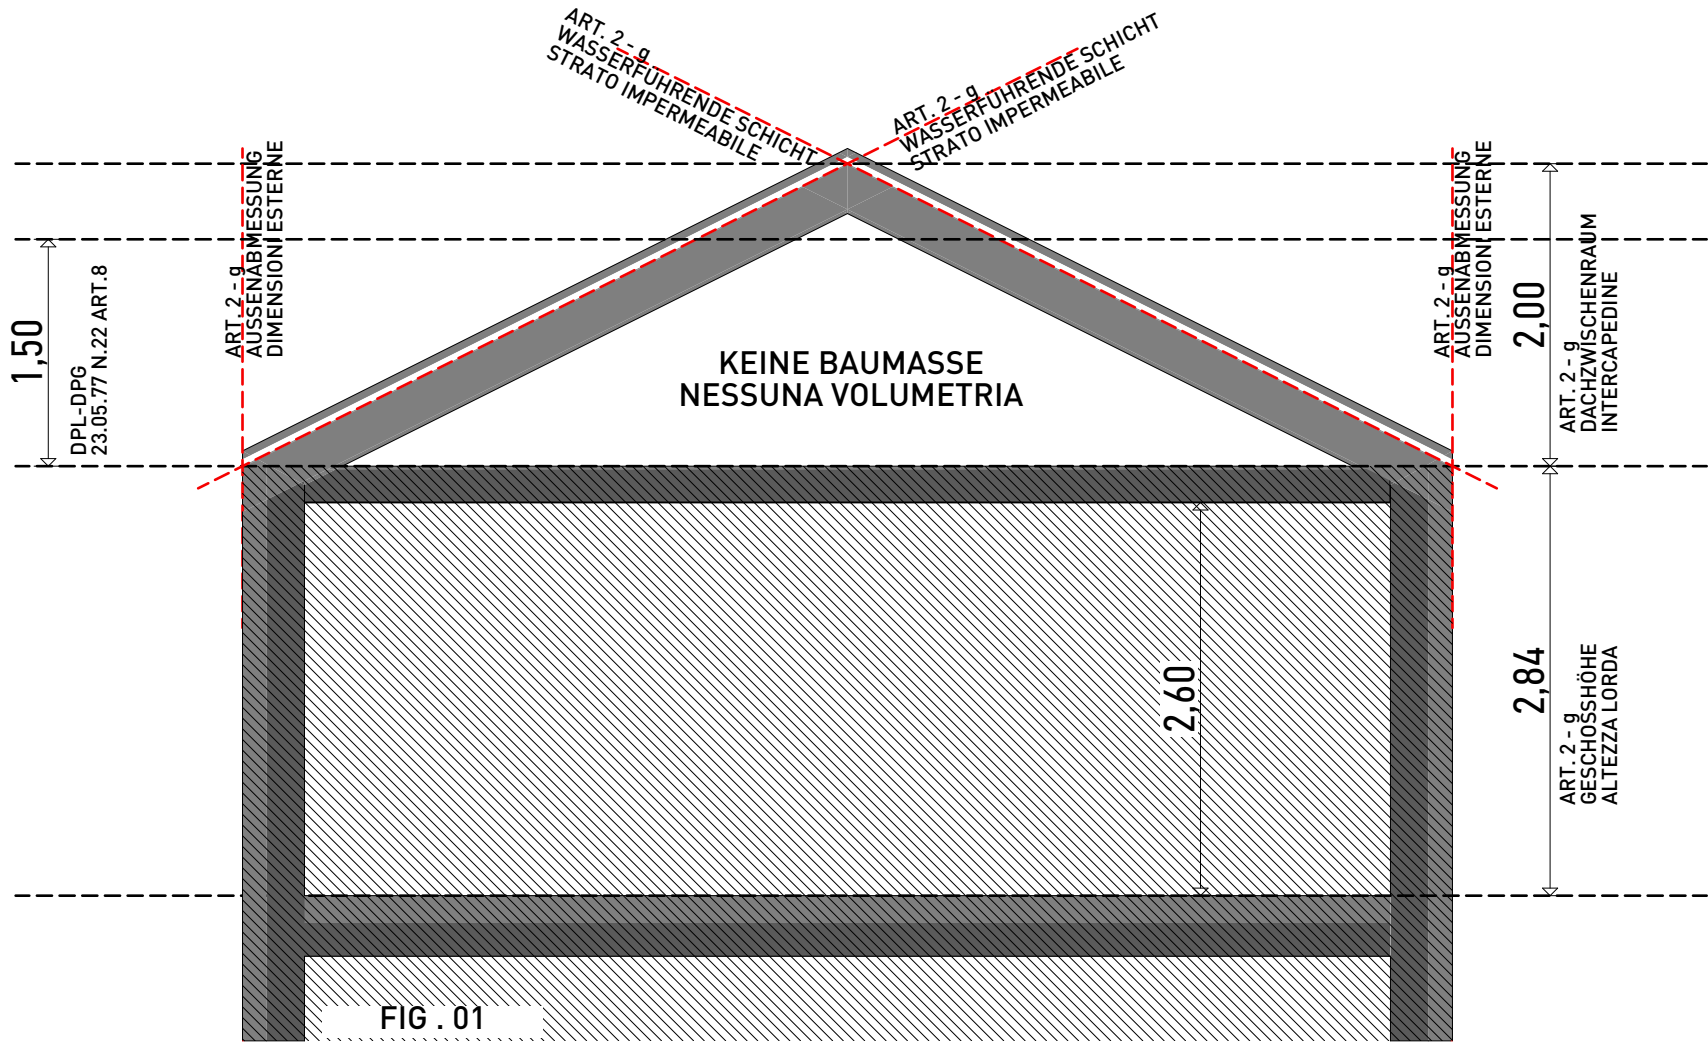 ART. 2 - g
WASSERFÜHRENDE SCHICHT
STRATO IMPERMEABILE
ART. 2 - g
WASSERFÜHRENDE SCHICHT
STRATO IMPERMEABILE
ART. 2 - g
AUSSENABMESSUNG
DIMENSIONI ESTERNE
ART. 2 - g
AUSSENABMESSUNG
DIMENSIONI ESTERNE
1,50
DPL-DPG
23.05.77 N.22 ART.8
KEINE BAUMASSE
NESSUNA VOLUMETRIA
2,00
ART. 2 - g
DACHZWISCHENRAUM
INTERCAPEDINE
2,60
2,84
ART. 2 - g
GESCHOSSHÖHE
ALTEZZA LORDA
FIG . 01